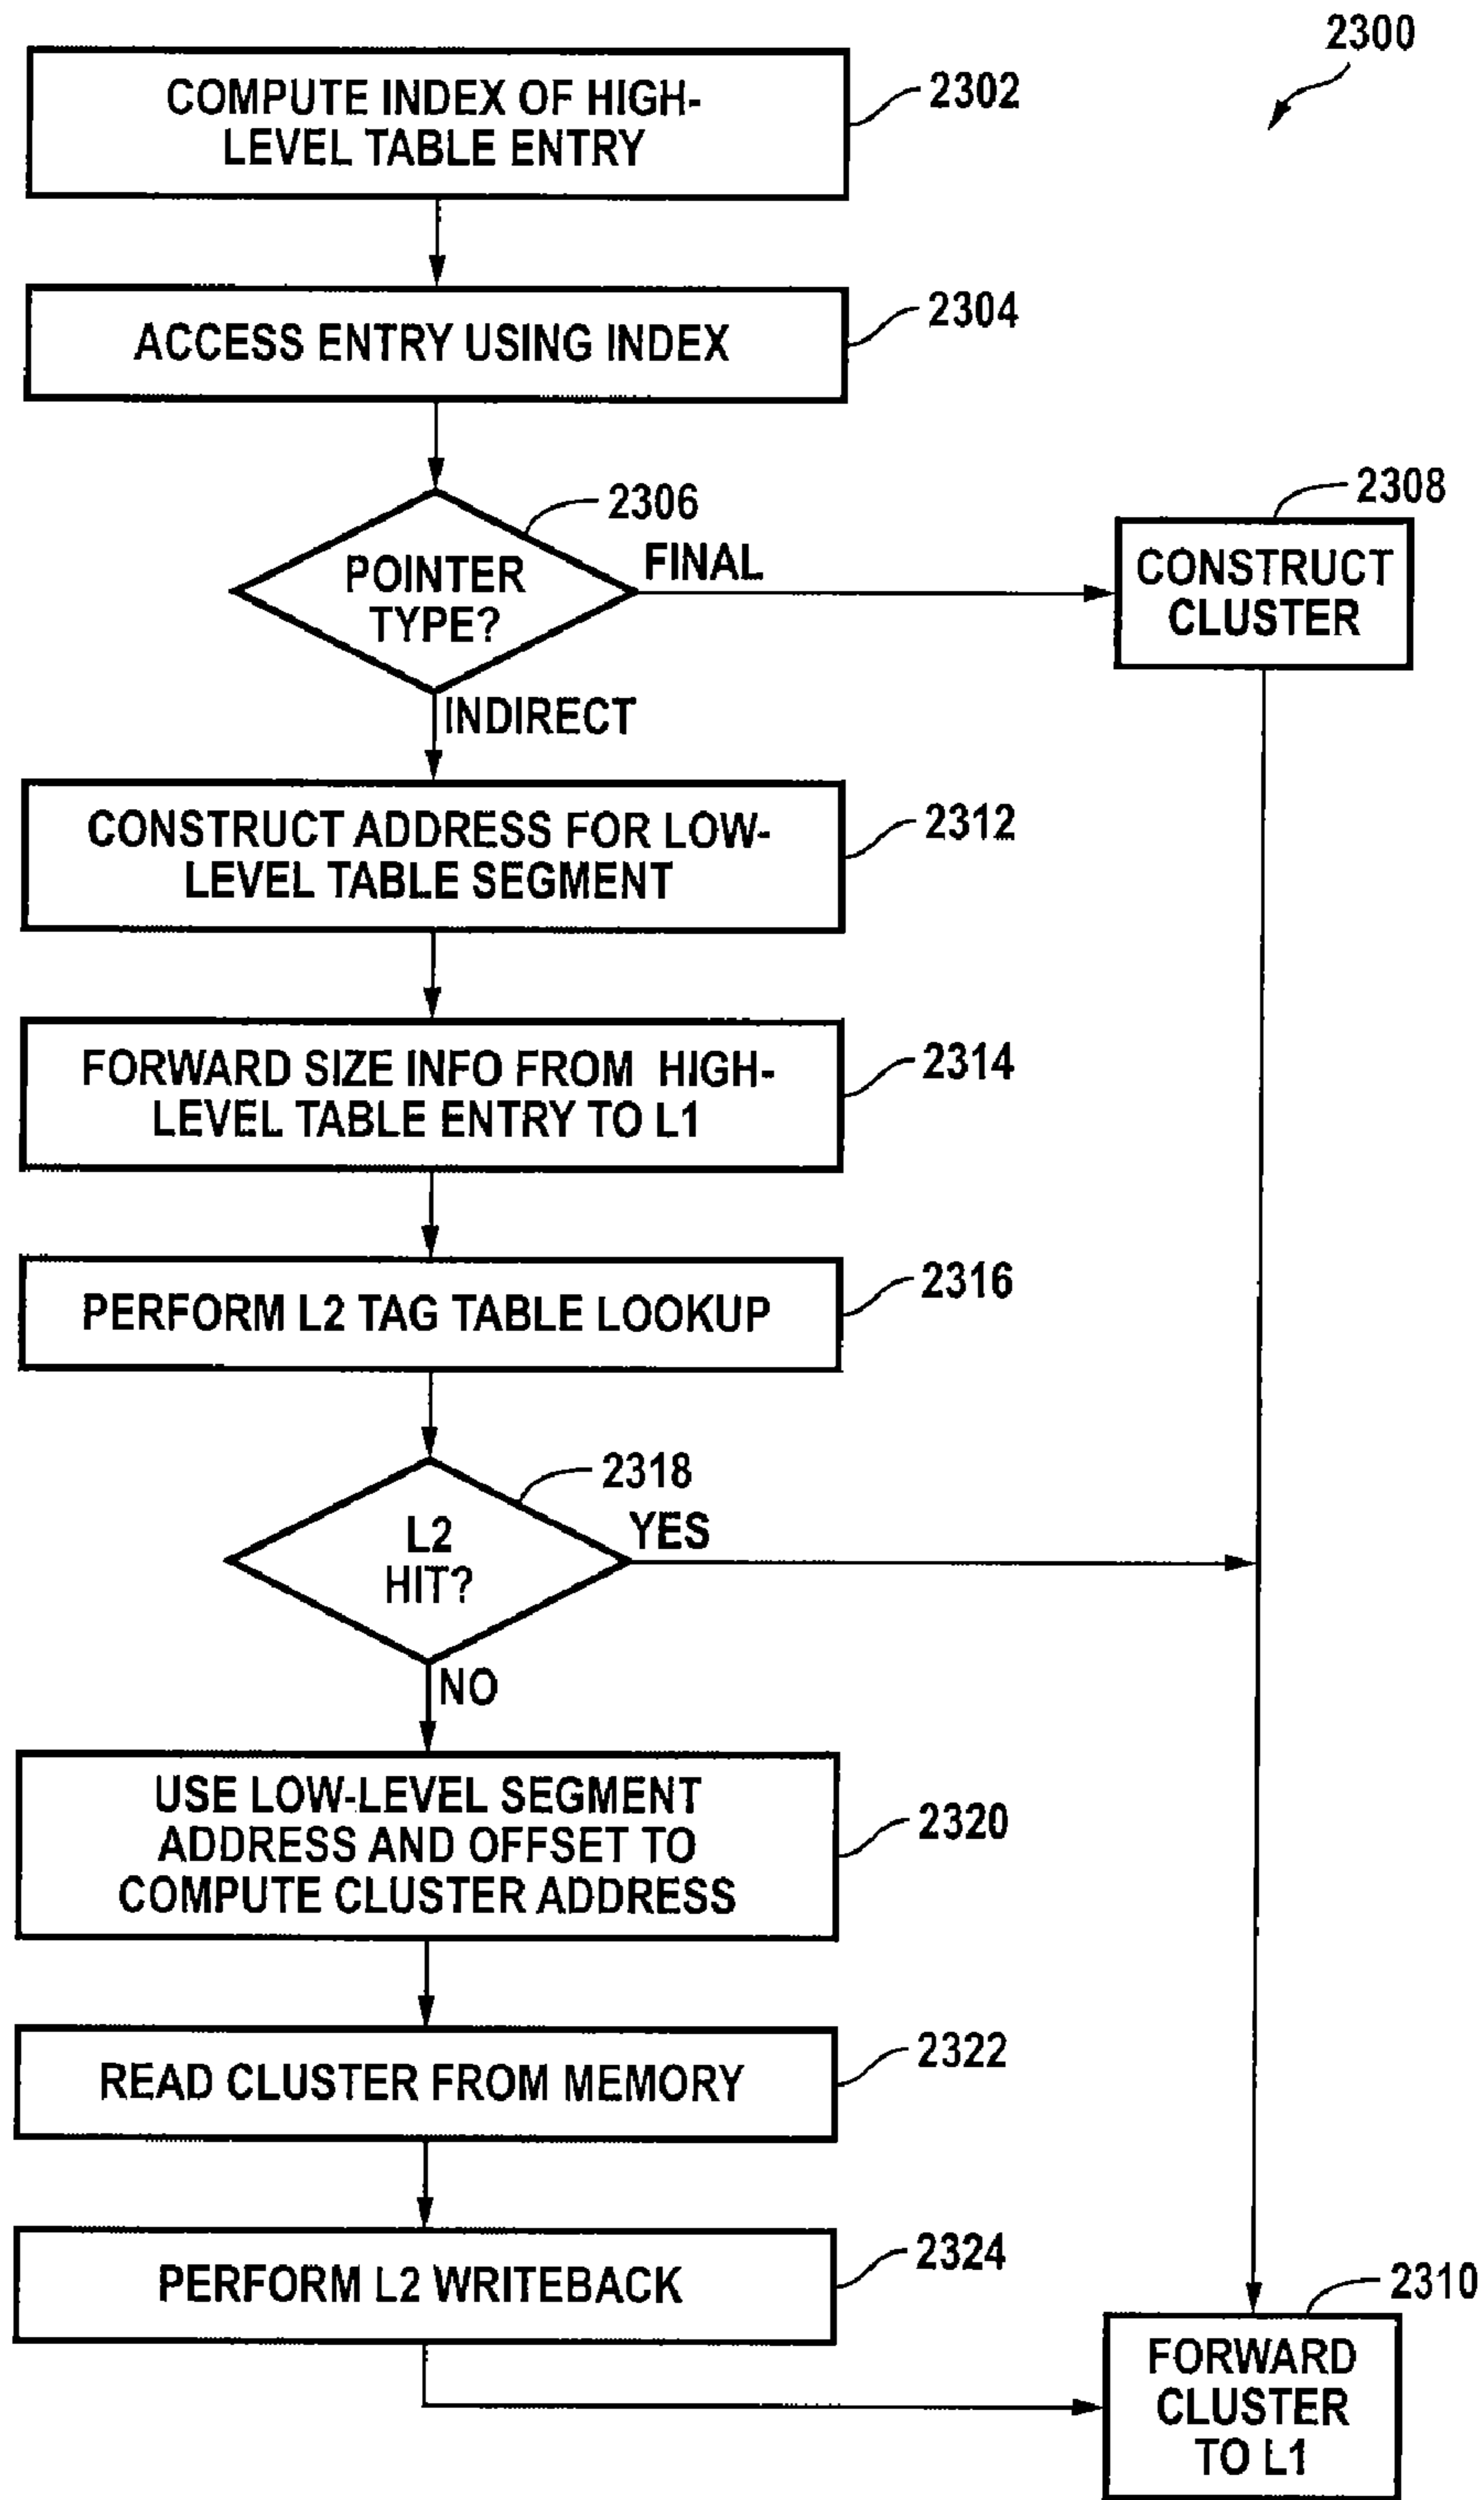 2300
COMPUTE INDEX OF HIGH-
LEVEL TABLE ENTRY
2302
ACCESS ENTRY USING INDEX
2304
POINTER
TYPE?
2306
FINAL
CONSTRUCT
CLUSTER
2308
INDIRECT
CONSTRUCT ADDRESS FOR LOW-
LEVEL TABLE SEGMENT
2312
FORWARD SIZE INFO FROM HIGH-
LEVEL TABLE ENTRY TO L1
2314
PERFORM L2 TAG TABLE LOOKUP
2316
L2
HIT?
2318
YES
NO
USE LOW-LEVEL SEGMENT
ADDRESS AND OFFSET TO
COMPUTE CLUSTER ADDRESS
2320
READ CLUSTER FROM MEMORY
2322
PERFORM L2 WRITEBACK
2324
2310
FORWARD
CLUSTER
TO L1